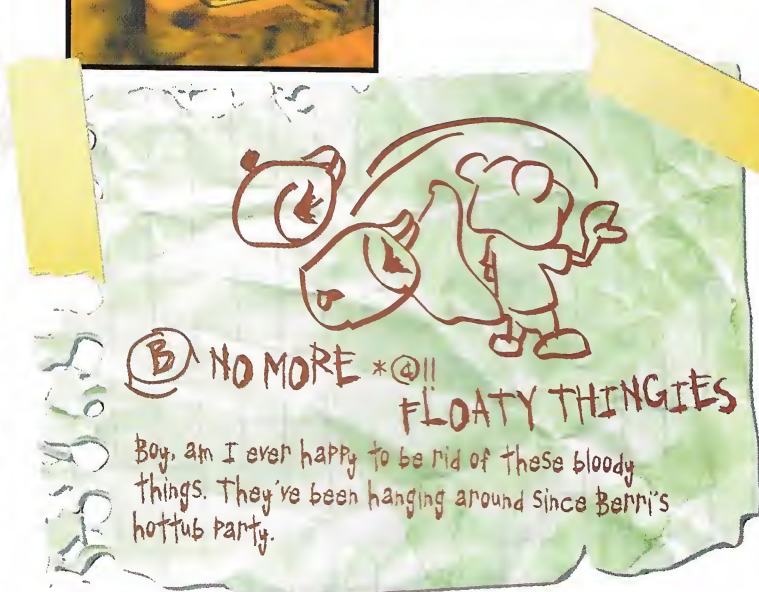 B NO MORE *@!!
FLOATY THINGIES
Boy, am I ever happy to be rid of these bloody
things. They've been hanging around since Berri's
hottub party.